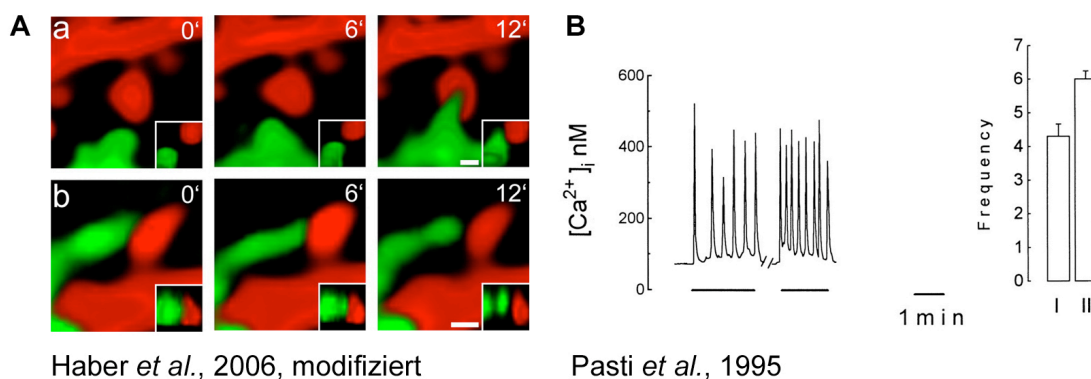 A
a
0‘
6‘
12‘
b
0‘
6‘
12‘
Haber et al., 2006, modifiziert
B
[Ca²⁺]ᵢ nM
600
400
200
0
1 min
Frequency
7
6
5
4
3
2
1
0
I
II
Pasti et al., 1995